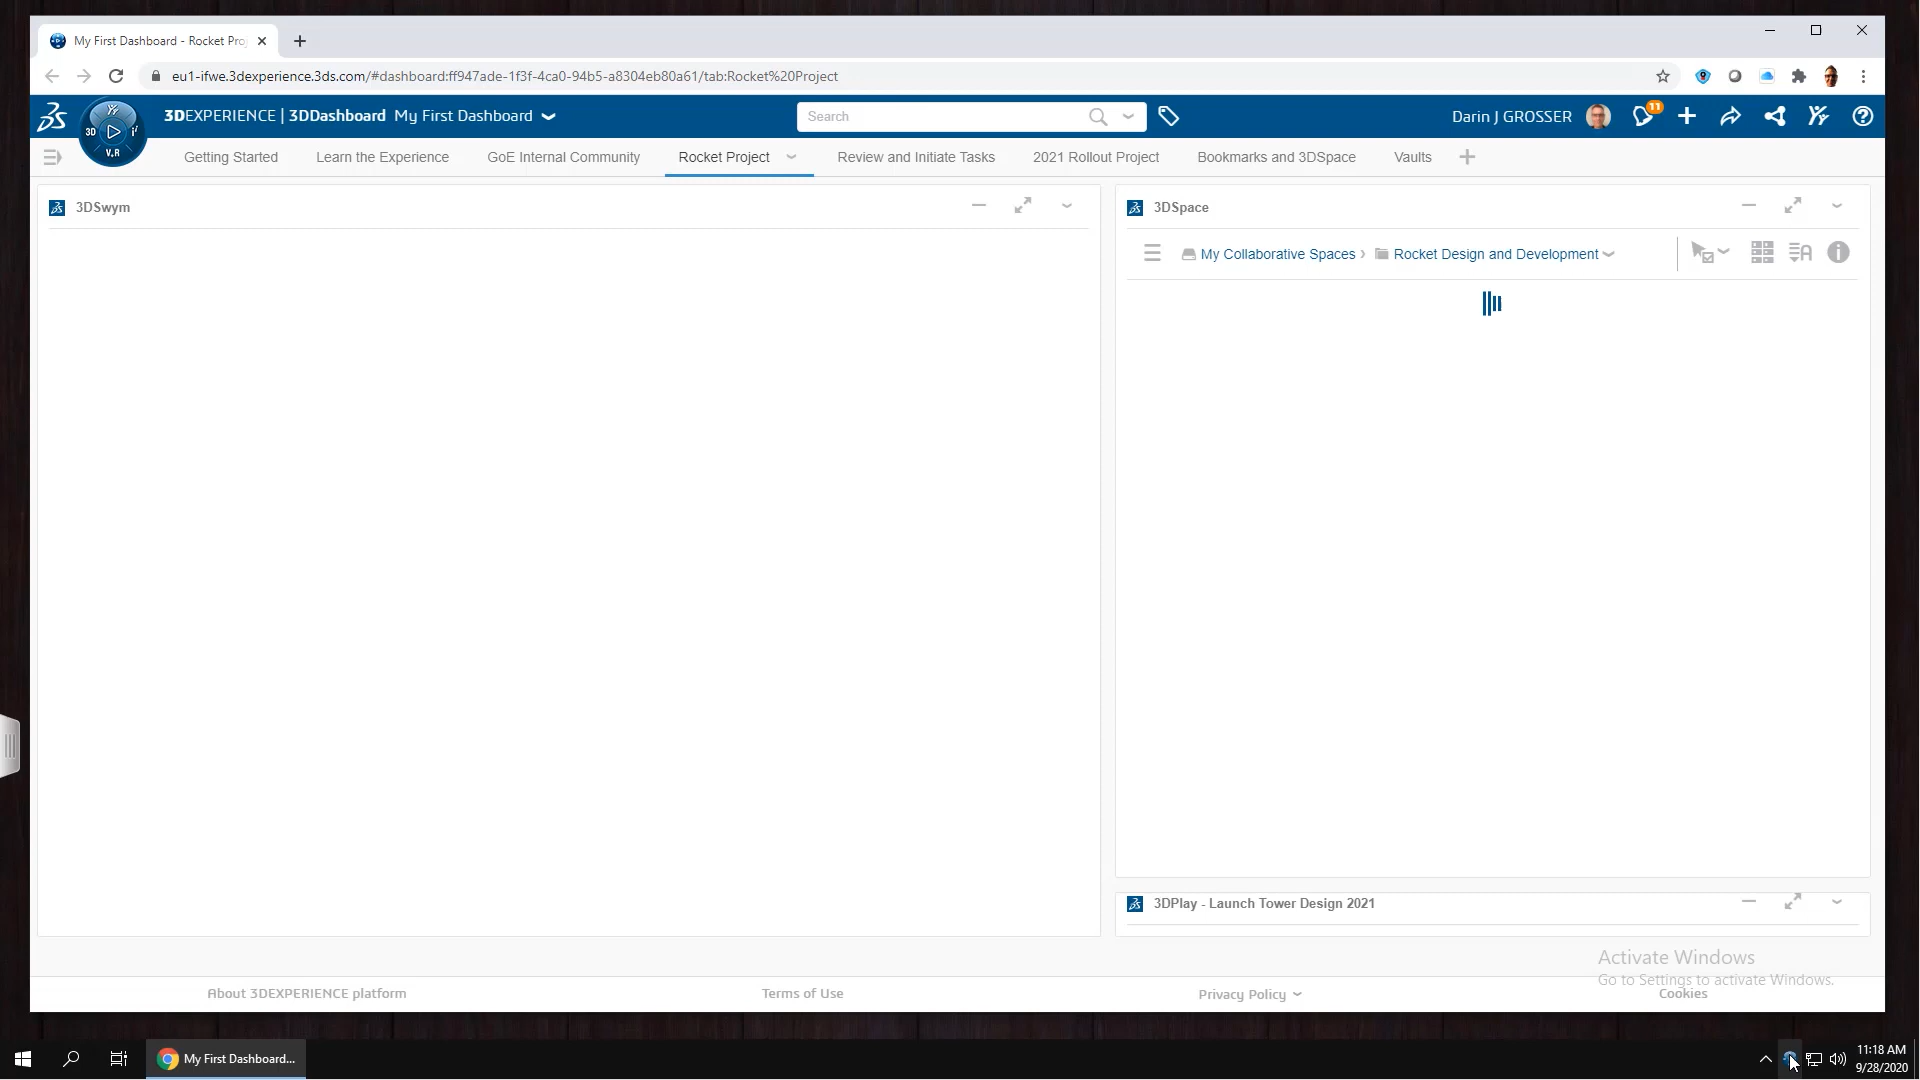 My First Dashboard - Rocket Pro
eu1-ifwe.3dexperience.3ds.com/#dashboard:ff947ade-1f3f-4ca0-94b5-a8304eb80a61/tab:Rocket%20Project
3D V.R
3DEXPERIENCE | 3DDashboard My First Dashboard
Search
Darin J GROSSER
11
Getting Started
Learn the Experience
GoE Internal Community
Rocket Project
Review and Initiate Tasks
2021 Rollout Project
Bookmarks and 3DSpace
Vaults
3DSwym
3DSpace
My Collaborative Spaces
Rocket Design and Development
3DPlay - Launch Tower Design 2021
Activate Windows
Go to Settings to activate Windows.
About 3DEXPERIENCE platform
Terms of Use
Privacy Policy
Cookies
My First Dashboard...
11:18 AM
9/28/2020